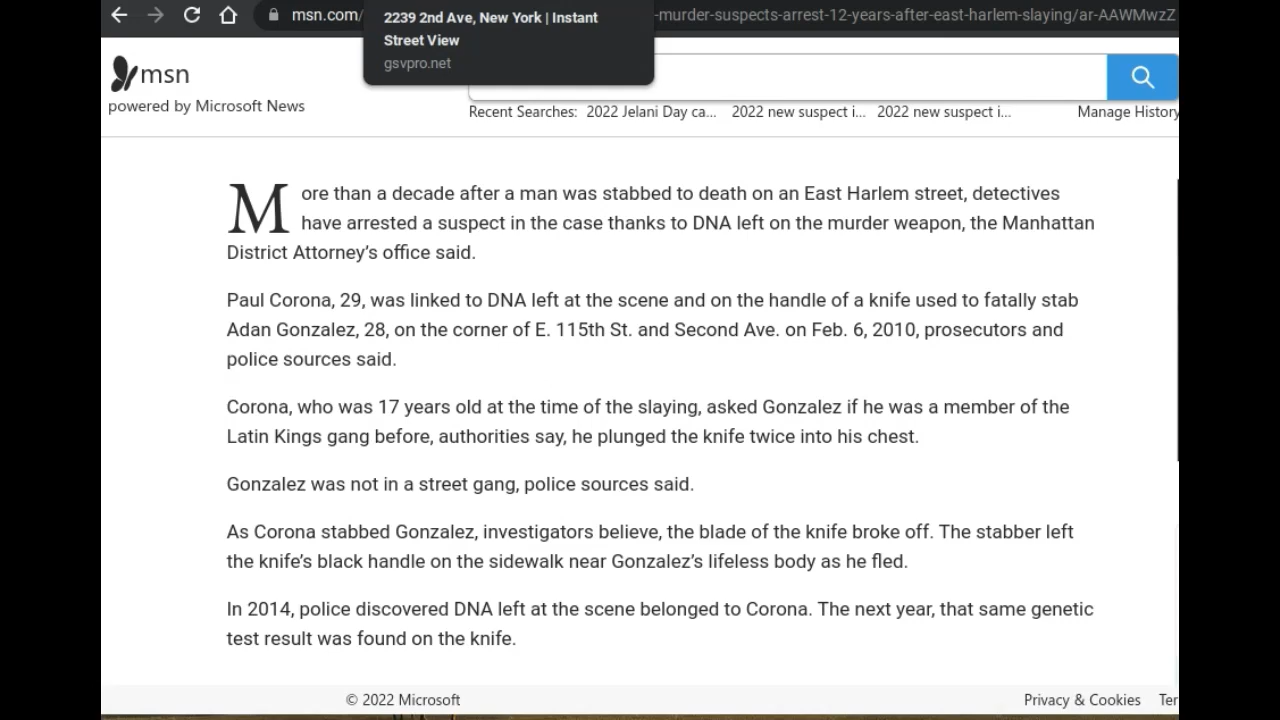 msn.com/
-murder-suspects-arrest-12-years-after-east-harlem-slaying/ar-AAWMwzZ
2239 2nd Ave, New York | Instant
Street View
gsvpro.net
msn
powered by Microsoft News
Recent Searches: 2022 Jelani Day ca... 2022 new suspect i... 2022 new suspect i... Manage History
More than a decade after a man was stabbed to death on an East Harlem street, detectives
have arrested a suspect in the case thanks to DNA left on the murder weapon, the Manhattan
District Attorney’s office said.
Paul Corona, 29, was linked to DNA left at the scene and on the handle of a knife used to fatally stab
Adan Gonzalez, 28, on the corner of E. 115th St. and Second Ave. on Feb. 6, 2010, prosecutors and
police sources said.
Corona, who was 17 years old at the time of the slaying, asked Gonzalez if he was a member of the
Latin Kings gang before, authorities say, he plunged the knife twice into his chest.
Gonzalez was not in a street gang, police sources said.
As Corona stabbed Gonzalez, investigators believe, the blade of the knife broke off. The stabber left
the knife’s black handle on the sidewalk near Gonzalez’s lifeless body as he fled.
In 2014, police discovered DNA left at the scene belonged to Corona. The next year, that same genetic
test result was found on the knife.
© 2022 Microsoft Privacy & Cookies Ter